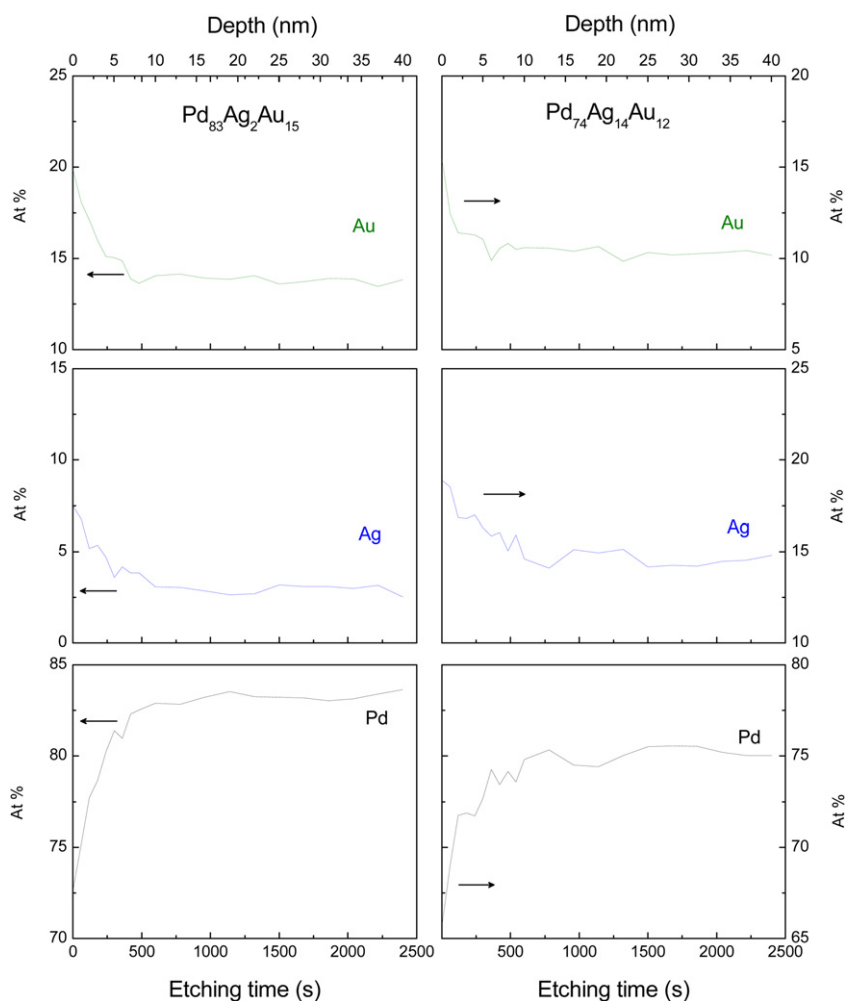 Depth (nm)
Depth (nm)
0 5 10 15 20 25 30 35 40
0 5 10 15 20 25 30 35 40
25
20
15
10
At %
Pd83Ag2Au15
Au
20
15
10
5
At %
Pd74Ag14Au12
Au
15
10
5
0
At %
Ag
25
20
15
10
At %
Ag
85
80
75
70
At %
Pd
80
75
70
65
At %
Pd
0 500 1000 1500 2000 2500
0 500 1000 1500 2000 2500
Etching time (s)
Etching time (s)